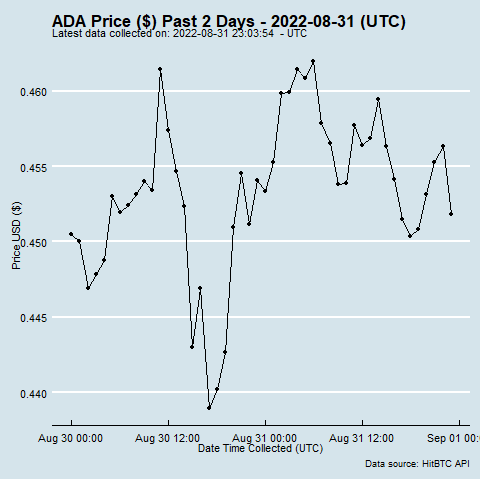 ADA Price ($) Past 2 Days - 2022-08-31 (UTC)
Latest data collected on: 2022-08-31 23:03:54 - UTC
0.460
0.455
0.450
0.445
0.440
Price USD ($)
Aug 30 00:00 Aug 30 12:00 Aug 31 00:00 Aug 31 12:00 Sep 01 00
Date Time Collected (UTC)
Data source: HitBTC API